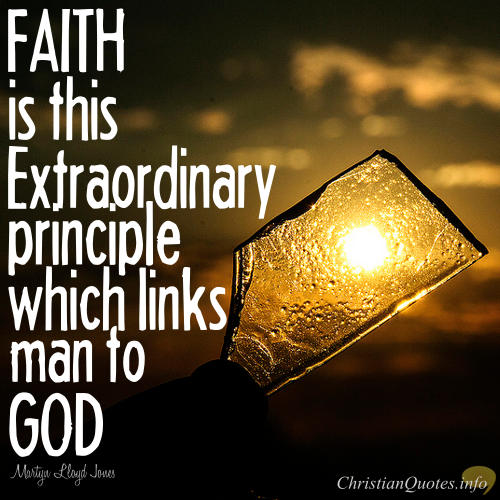 FAITH
is this
Extraordinary
principle
which links
man to
GOD
Martyn Lloyd Jones
ChristianQuotes.info